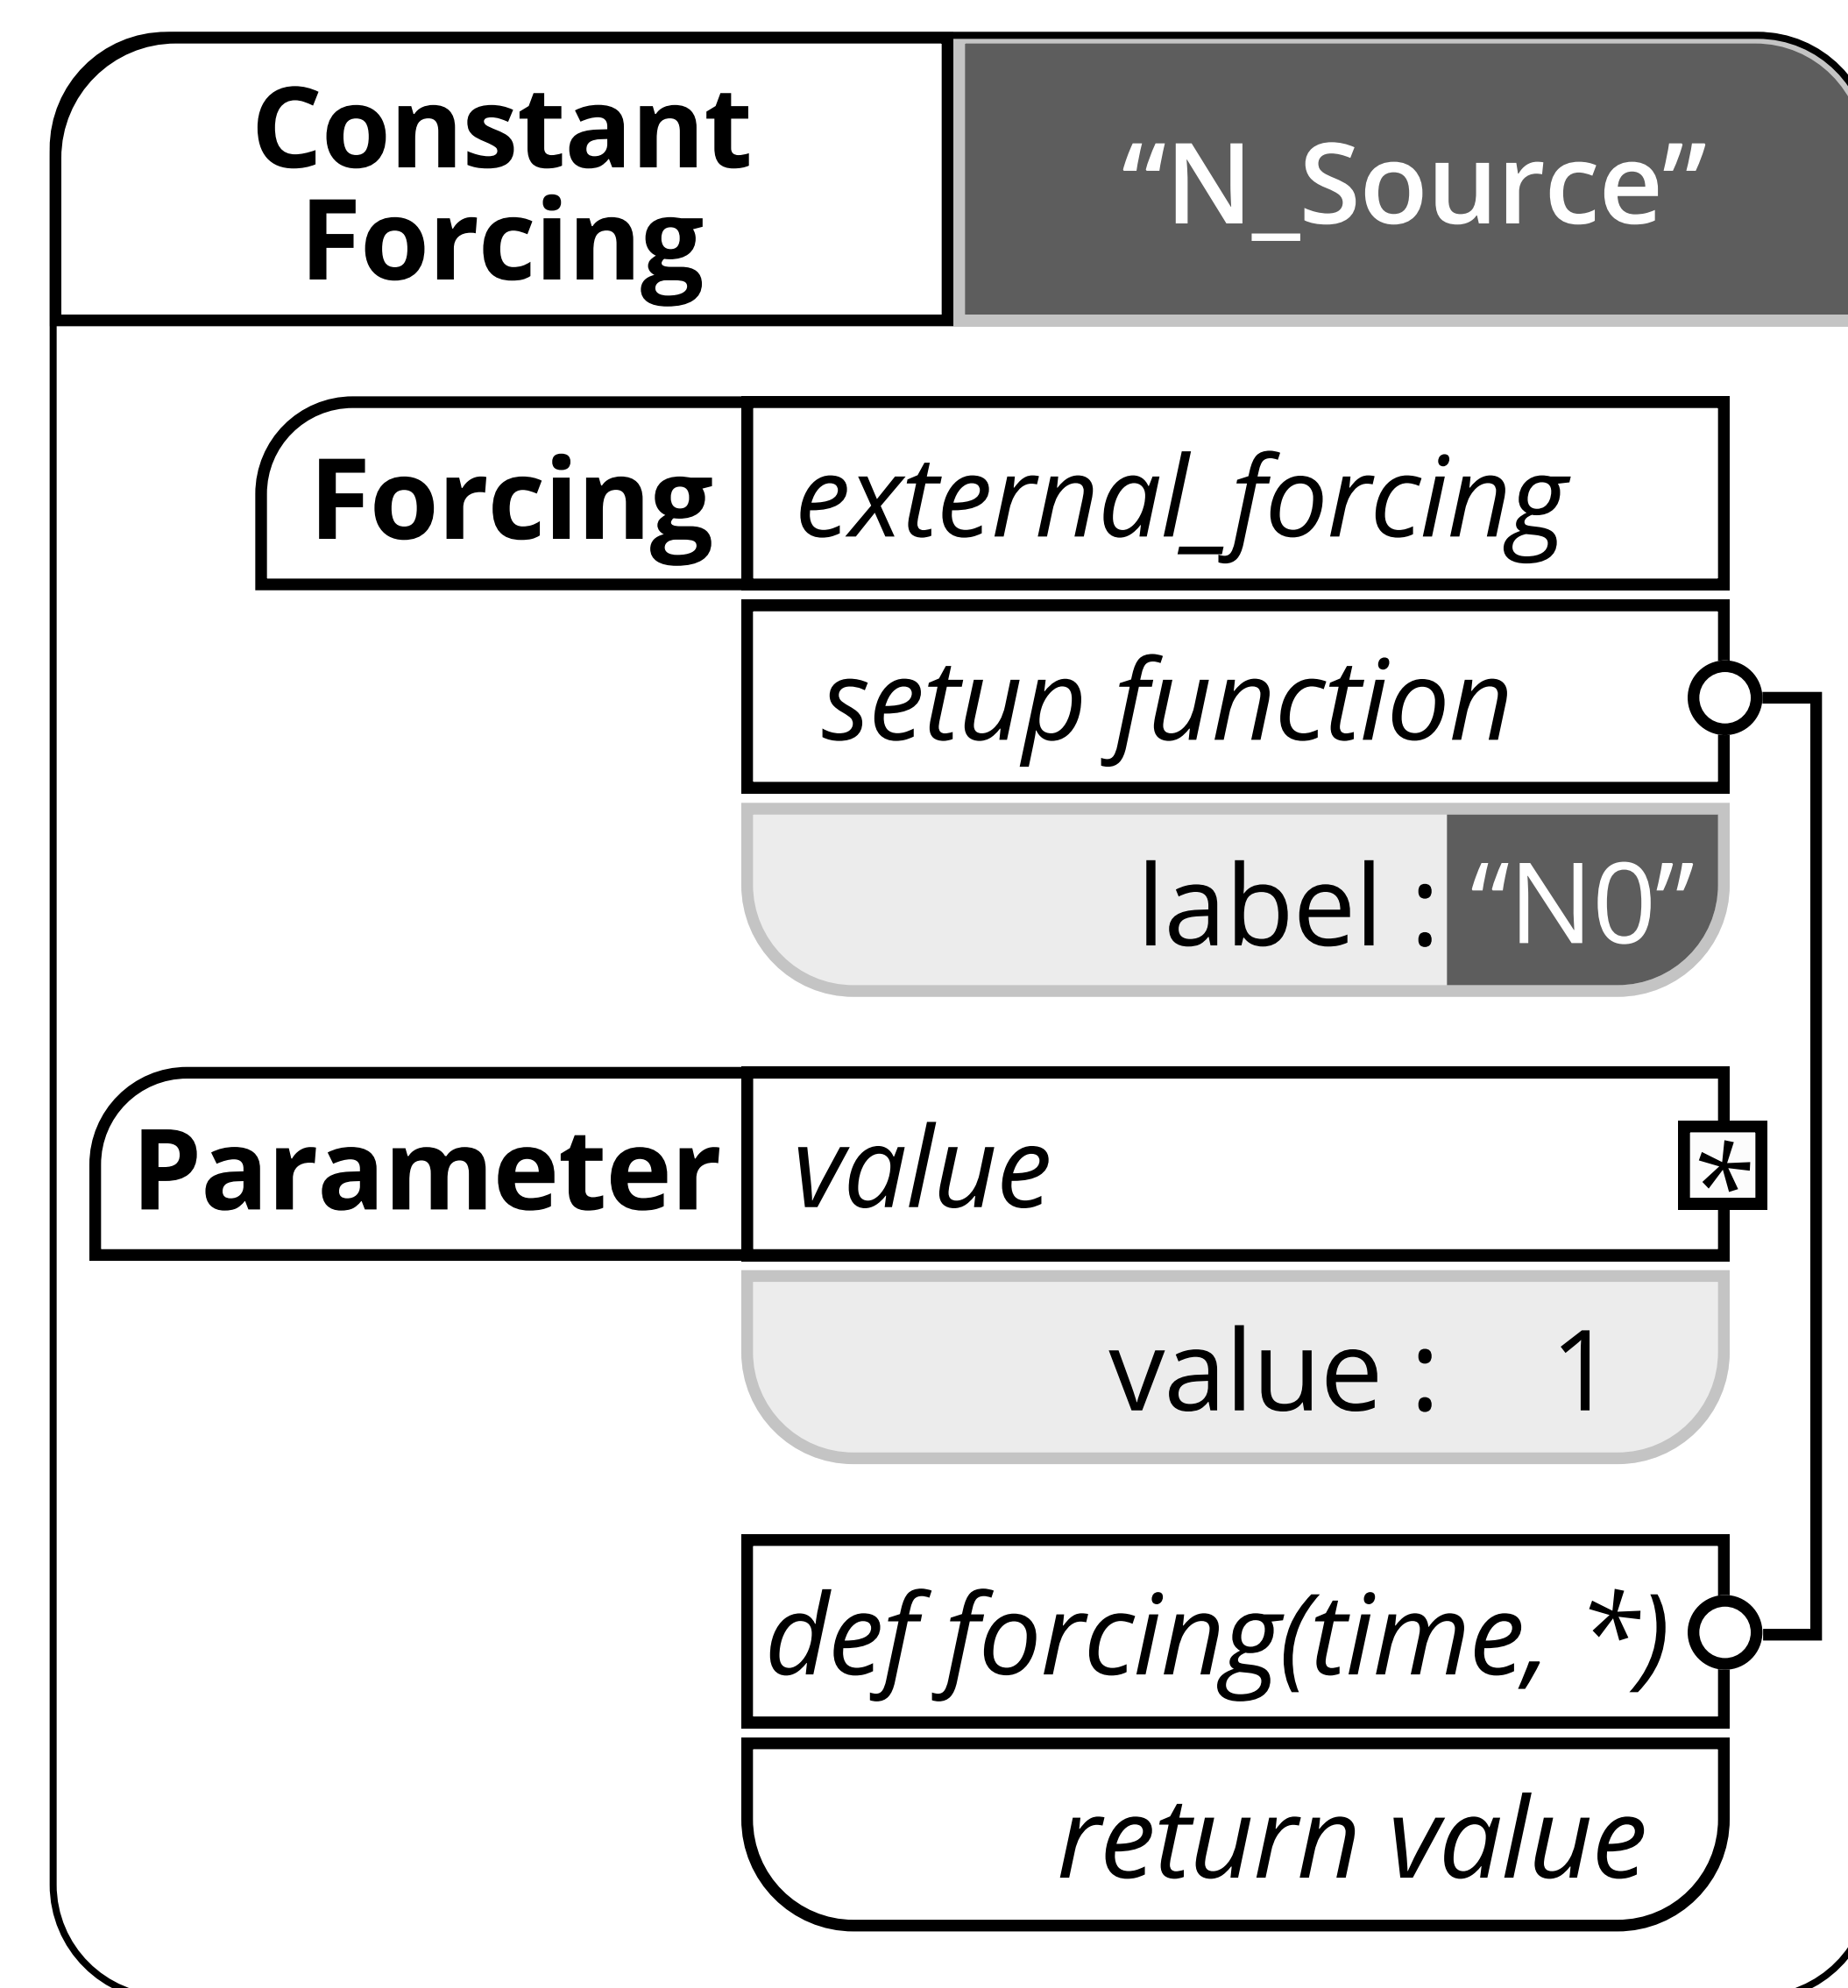 Constant
Forcing
“N_Source”
Forcing
external_forcing
setup function
label : “N0”
Parameter
value
*
value : 1
def forcing(time, *)
return value